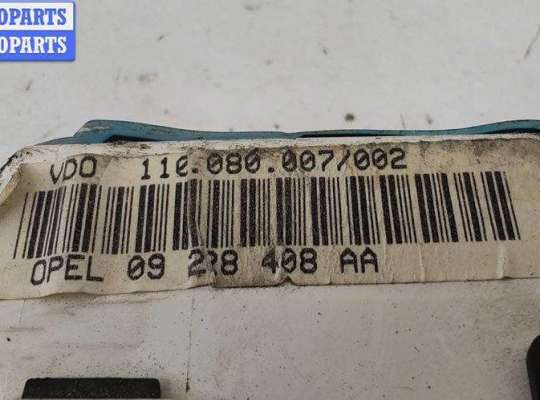 OPARTS
OPARTS
VDO 110.080.007/002
OPEL 09 228 408 AA